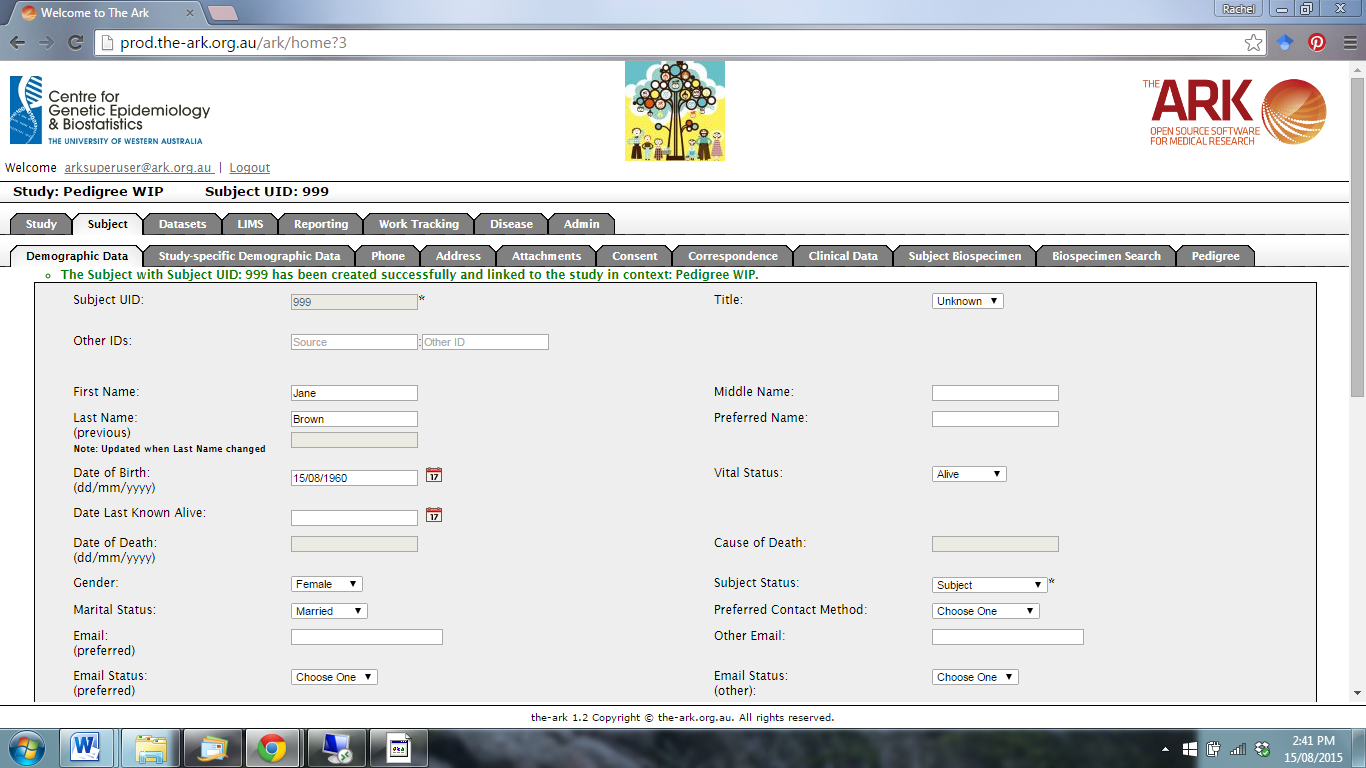 Welcome to The Ark
Rachel
prod.the-ark.org.au/ark/home?3
Centre for
Genetic Epidemiology
& Biostatistics
THE UNIVERSITY OF WESTERN AUSTRALIA
THE
ARK
OPEN SOURCE SOFTWARE
FOR MEDICAL RESEARCH
Welcome arksuperuser@ark.org.au | Logout
Study: Pedigree WIP Subject UID: 999
Study Subject Datasets LIMS Reporting Work Tracking Disease Admin
Demographic Data Study-specific Demographic Data Phone Address Attachments Consent Correspondence Clinical Data Subject Biospecimen Biospecimen Search Pedigree
The Subject with Subject UID: 999 has been created successfully and linked to the study in context: Pedigree WIP.
Subject UID: 999 * Title: Unknown
Other IDs: Source : Other ID
First Name: Jane Middle Name:
Last Name: Brown Preferred Name:
(previous)
Note: Updated when Last Name changed
Date of Birth: 15/08/1960 17 Vital Status: Alive
(dd/mm/yyyy)
Date Last Known Alive: 17
Date of Death: Cause of Death:
(dd/mm/yyyy)
Gender: Female Subject Status: Subject *
Marital Status: Married Preferred Contact Method: Choose One
Email: Other Email:
(preferred)
Email Status: Choose One Email Status: Choose One
(preferred) (other):
the-ark 1.2 Copyright © the-ark.org.au. All rights reserved.
2:41 PM
15/08/2015